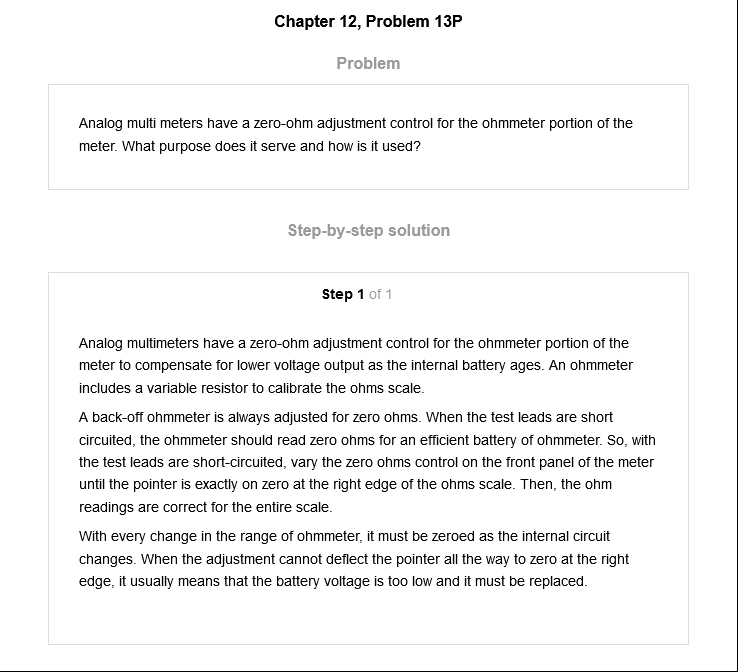 Chapter 12, Problem 13P
Problem
Analog multi meters have a zero-ohm adjustment control for the ohmmeter portion of the
meter. What purpose does it serve and how is it used?
Step-by-step solution
Step 1 of 1
Analog multimeters have a zero-ohm adjustment control for the ohmmeter portion of the
meter to compensate for lower voltage output as the internal battery ages. An ohmmeter
includes a variable resistor to calibrate the ohms scale.
A back-off ohmmeter is always adjusted for zero ohms. When the test leads are short
circuited, the ohmmeter should read zero ohms for an efficient battery of ohmmeter. So, with
the test leads are short-circuited, vary the zero ohms control on the front panel of the meter
until the pointer is exactly on zero at the right edge of the ohms scale. Then, the ohm
readings are correct for the entire scale.
With every change in the range of ohmmeter, it must be zeroed as the internal circuit
changes. When the adjustment cannot deflect the pointer all the way to zero at the right
edge, it usually means that the battery voltage is too low and it must be replaced.